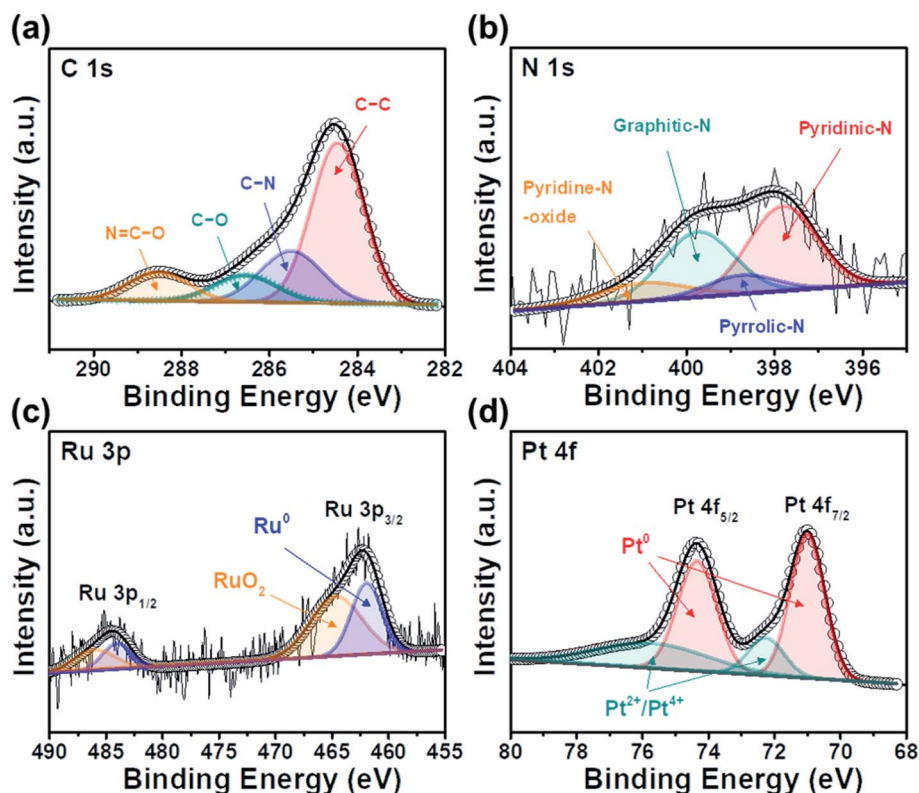 (a)
C 1s
C−C
C−N
C−O
N=C−O
Intensity (a.u.)
290 288 286 284 282
Binding Energy (eV)
(b)
N 1s
Graphitic-N
Pyridinic-N
Pyridine-N
-oxide
Pyrrolic-N
Intensity (a.u.)
404 402 400 398 396
Binding Energy (eV)
(c)
Ru 3p
Ru 3p3/2
Ru⁰
RuO₂
Ru 3p1/2
Intensity (a.u.)
490 485 480 475 470 465 460 455
Binding Energy (eV)
(d)
Pt 4f
Pt 4f5/2
Pt 4f7/2
Pt⁰
Pt²⁺/Pt⁴⁺
Intensity (a.u.)
80 78 76 74 72 70 68
Binding Energy (eV)